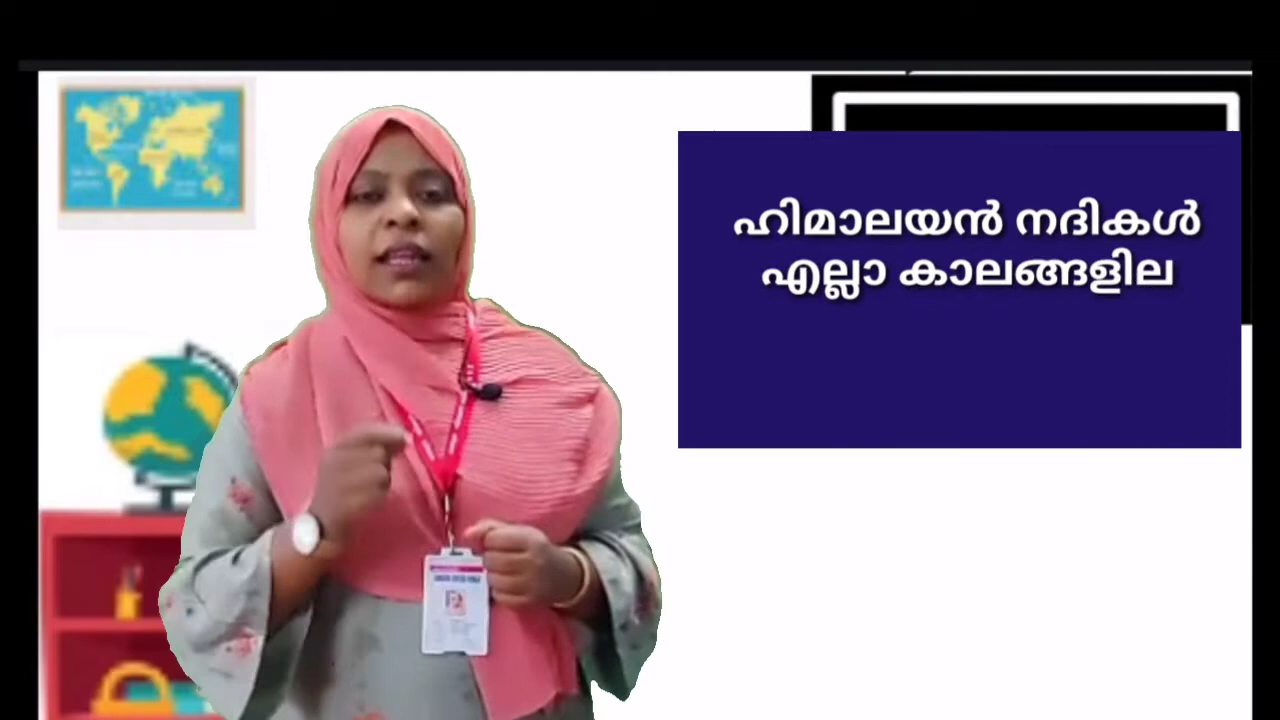 ഹിമാലയൻ നദികൾ
എല്ലാ കാലങ്ങളില